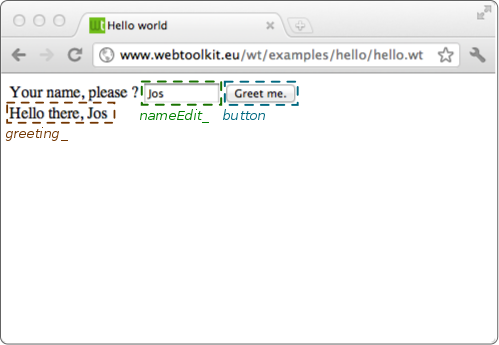 Hello world
www.webtoolkit.eu/wt/examples/hello/hello.wt
Your name, please ? Jos Greet me.
nameEdit_ button
Hello there, Jos
greeting_